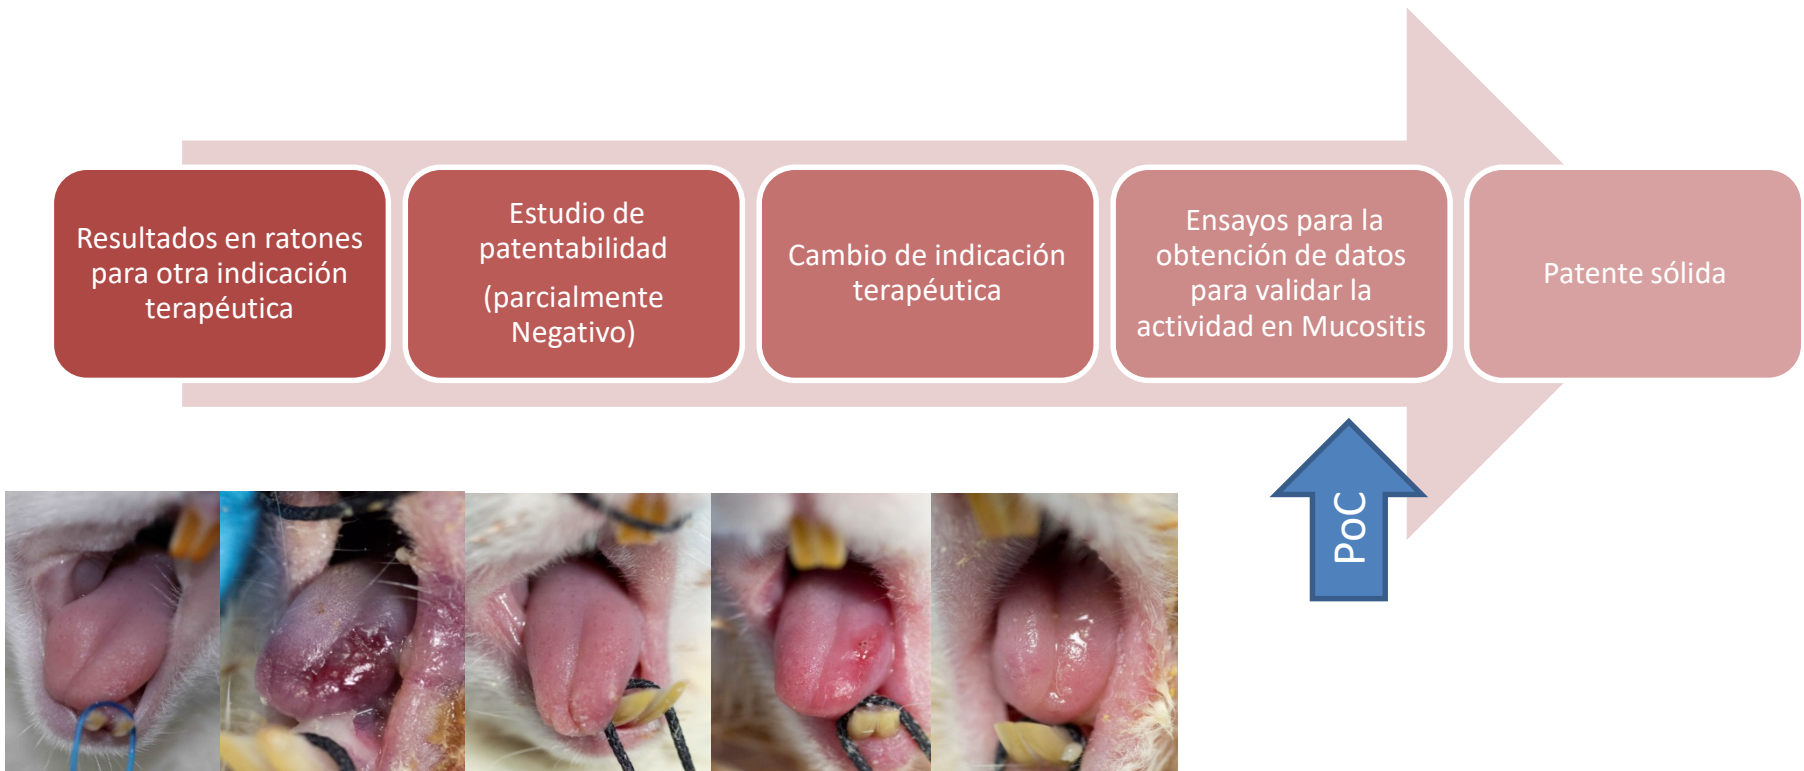 Resultados en ratones
para otra indicación
terapéutica
Estudio de
patentabilidad
(parcialmente
Negativo)
Cambio de indicación
terapéutica
Ensayos para la
obtención de datos
para validar la
actividad en Mucositis
Patente sólida
PoC